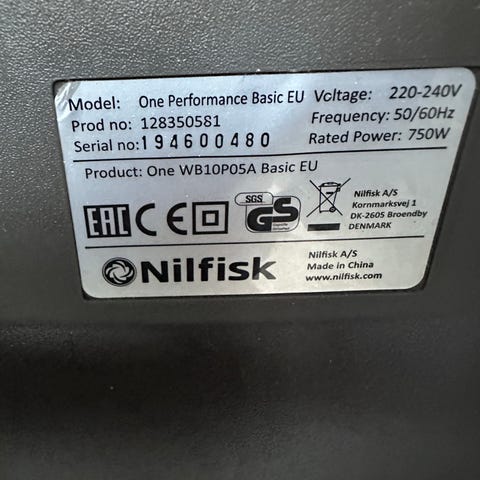 Model: One Performance Basic EU Voltage: 220-240V
Prod no: 128350581 Frequency: 50/60Hz
Serial no: 194600480 Rated Power: 750W
Product: One WB10P05A Basic EU
EAC CE SGS GS
Nilfisk A/S
Kornmarksvej 1
DK-2605 Broendby
DENMARK
Nilfisk
Nilfisk A/S
Made in China
www.nilfisk.com